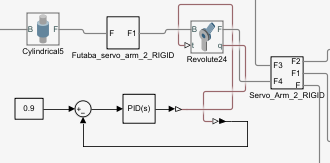 B
F
Cylindrical5
F
F1
Futaba_servo_arm_2_RIGID
B
F
t
q
Revolute24
F3
F2
F1
F4
F
Servo_Arm_2_RIGID
0.9
+
−
PID(s)